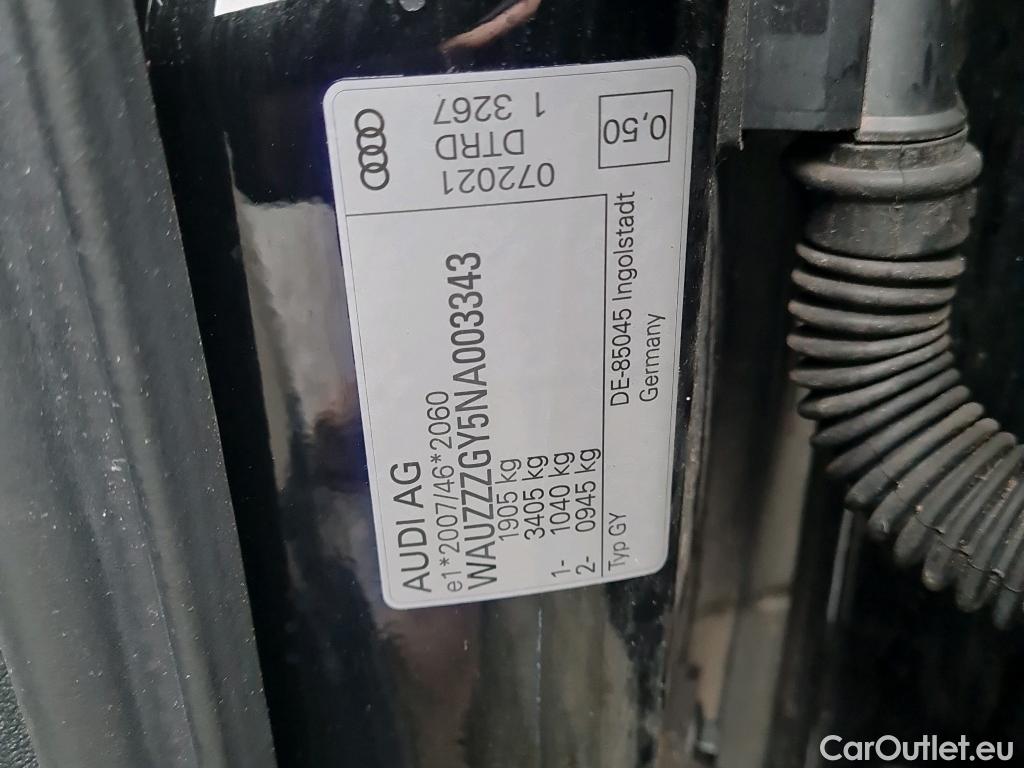 AUDI AG
e1*2007/46*2060
WAUZZZGY5NA003343
1905 kg
3405 kg
1- 1040 kg
2- 0945 kg
Typ GY
DE-85045 Ingolstadt
Germany
072021
DTRD
1 3267
0,50
CarOutlet.eu